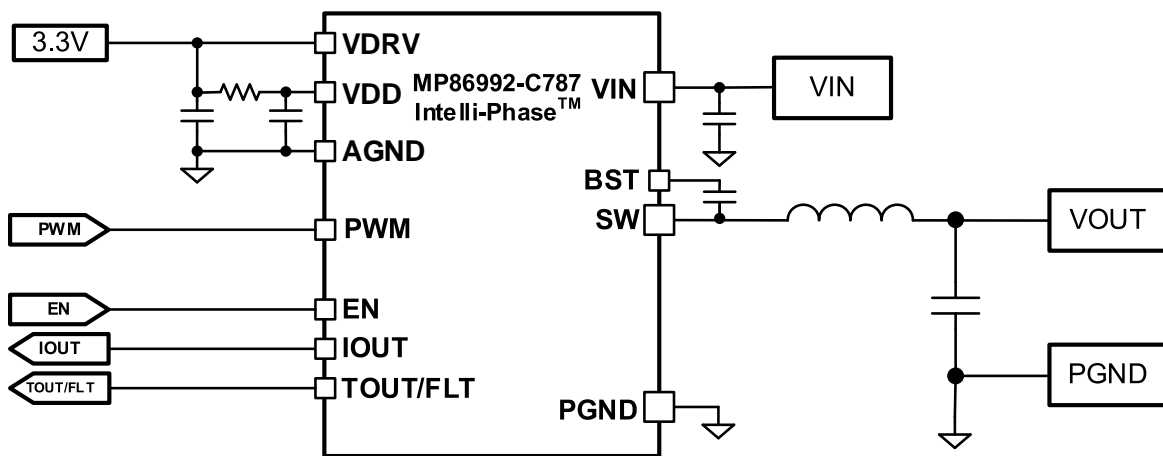 3.3V
VDRV
VDD
MP86992-C787
Intelli-Phase™
VIN
VIN
AGND
BST
PWM
PWM
SW
VOUT
EN
EN
IOUT
IOUT
TOUT/FLT
TOUT/FLT
PGND
PGND